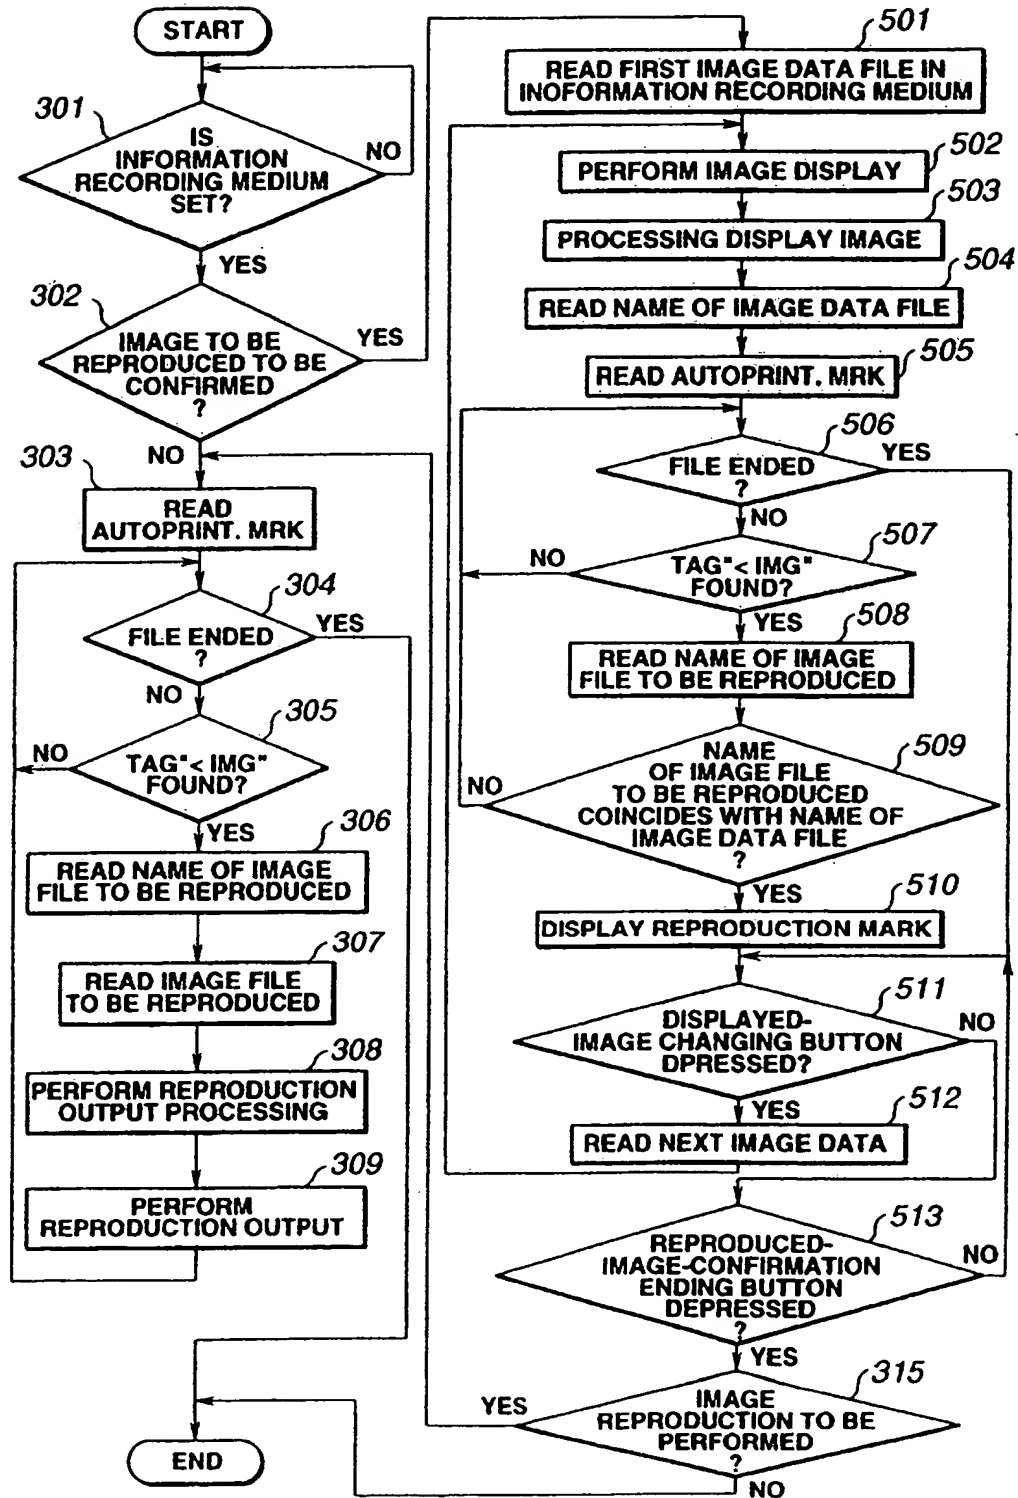 START
301
IS
INFORMATION
RECORDING MEDIUM
SET?
NO
YES
302
IMAGE TO BE
REPRODUCED TO BE
CONFIRMED
?
YES
NO
303
READ
AUTOPRINT. MRK
304
FILE ENDED
?
YES
NO
305
TAG"< IMG"
FOUND?
NO
YES
306
READ NAME OF IMAGE
FILE TO BE REPRODUCED
307
READ IMAGE FILE
TO BE REPRODUCED
308
PERFORM REPRODUCTION
OUTPUT PROCESSING
309
PERFORM
REPRODUCTION OUTPUT
END
501
READ FIRST IMAGE DATA FILE IN
INOFORMATION RECORDING MEDIUM
502
PERFORM IMAGE DISPLAY
503
PROCESSING DISPLAY IMAGE
504
READ NAME OF IMAGE DATA FILE
505
READ AUTOPRINT. MRK
506
FILE ENDED
?
YES
NO
507
TAG"< IMG"
FOUND?
NO
YES
508
READ NAME OF IMAGE
FILE TO BE REPRODUCED
509
NAME
OF IMAGE FILE
TO BE REPRODUCED
COINCIDES WITH NAME OF
IMAGE DATA FILE
?
NO
YES
510
DISPLAY REPRODUCTION MARK
511
DISPLAYED-
IMAGE CHANGING BUTTON
DPRESSED?
NO
YES
512
READ NEXT IMAGE DATA
513
REPRODUCED-
IMAGE-CONFIRMATION
ENDING BUTTON
DEPRESSED
?
NO
YES
315
IMAGE
REPRODUCTION TO BE
PERFORMED
?
YES
NO